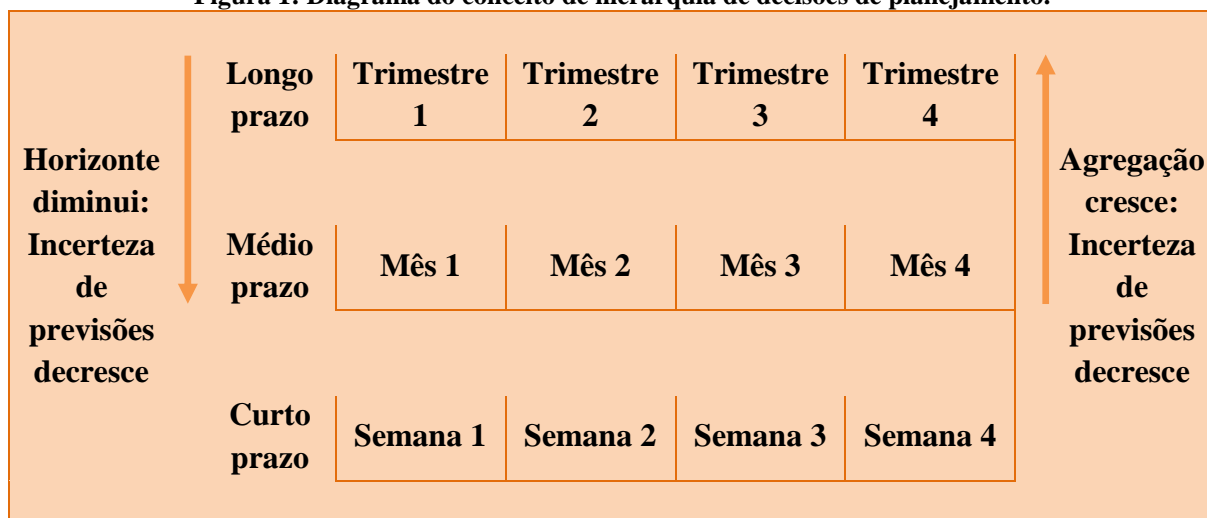 Figura 1: Diagrama do conceito de hierarquia de decisões de planejamento.
Horizonte
diminui:
Incerteza
de
previsões
decresce
Longo
prazo
Trimestre
1
Trimestre
2
Trimestre
3
Trimestre
4
Médio
prazo
Mês 1
Mês 2
Mês 3
Mês 4
Curto
prazo
Semana 1
Semana 2
Semana 3
Semana 4
Agregação
cresce:
Incerteza
de
previsões
decresce